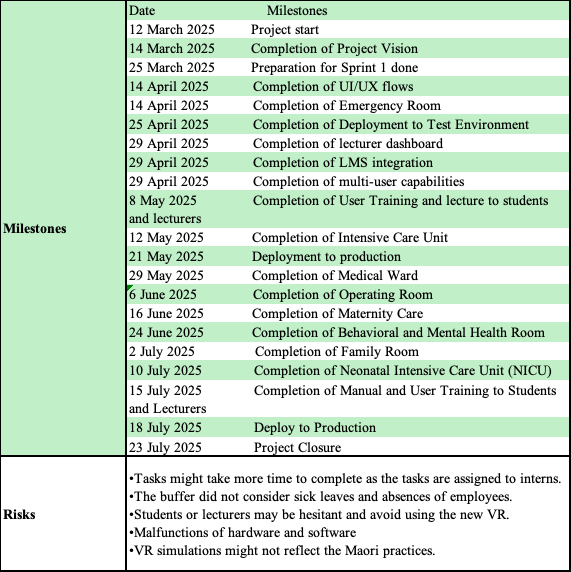 Date Milestones
12 March 2025 Project start
14 March 2025 Completion of Project Vision
25 March 2025 Preparation for Sprint 1 done
14 April 2025 Completion of UI/UX flows
14 April 2025 Completion of Emergency Room
25 April 2025 Completion of Deployment to Test Environment
29 April 2025 Completion of lecturer dashboard
29 April 2025 Completion of LMS integration
29 April 2025 Completion of multi-user capabilities
8 May 2025 Completion of User Training and lecture to students
and lecturers
Milestones
12 May 2025 Completion of Intensive Care Unit
21 May 2025 Deployment to production
29 May 2025 Completion of Medical Ward
6 June 2025 Completion of Operating Room
16 June 2025 Completion of Maternity Care
24 June 2025 Completion of Behavioral and Mental Health Room
2 July 2025 Completion of Family Room
10 July 2025 Completion of Neonatal Intensive Care Unit (NICU)
15 July 2025 Completion of Manual and User Training to Students
and Lecturers
18 July 2025 Deploy to Production
23 July 2025 Project Closure
Risks
•Tasks might take more time to complete as the tasks are assigned to interns.
•The buffer did not consider sick leaves and absences of employees.
•Students or lecturers may be hesitant and avoid using the new VR.
•Malfunctions of hardware and software
•VR simulations might not reflect the Maori practices.